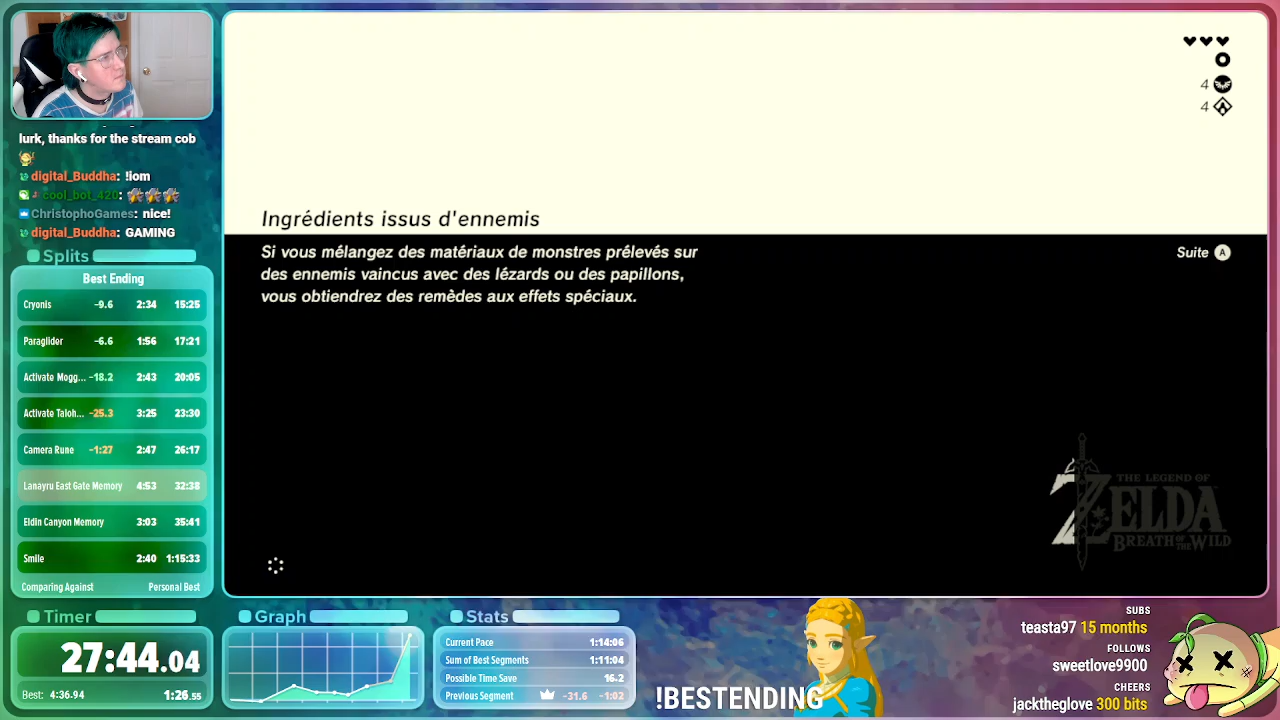 lurk, thanks for the stream cob
digital_Buddha: !iom
cool_bot_420:
ChristophoGames: nice!
digital_Buddha: GAMING
Splits
Best Ending
Cryonis -9.6 2:34 15:25
Paraglider -6.6 1:56 17:21
Activate Mogg... -18.2 2:43 20:05
Activate Taloh... -25.3 3:25 23:30
Camera Rune -1:27 2:47 26:17
Lanayru East Gate Memory 4:53 32:38
Eldin Canyon Memory 3:03 35:41
Smile 2:40 1:15:33
Comparing Against Personal Best
Timer
27:44.04
Best: 4:36.94 1:26.55
4
4
Ingrédients issus d'ennemis
Si vous mélangez des matériaux de monstres prélevés sur
des ennemis vaincus avec des lézards ou des papillons,
vous obtiendrez des remèdes aux effets spéciaux.
Suite A
THE LEGEND OF
ZELDA
BREATH OF THE WILD
Graph
Stats
Current Pace 1:14:06
Sum of Best Segments 1:11:04
Possible Time Save 16.2
Previous Segment -31.6 -1:02
!BESTENDING
SUBS
teasta97 15 months
FOLLOWS
sweetlove9900
CHEERS
jacktheglove 300 bits